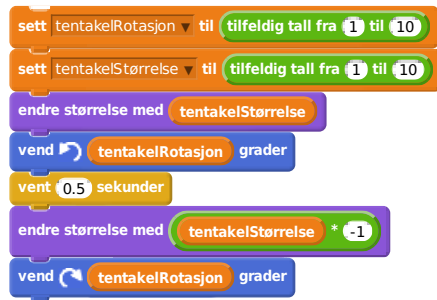 sett tentakelRotasjon ▾ til tilfeldig tall fra 1 til 10
sett tentakelStørrelse ▾ til tilfeldig tall fra 1 til 10
endre størrelse med tentakelStørrelse
vend ↺ tentakelRotasjon grader
vent 0.5 sekunder
endre størrelse med tentakelStørrelse * -1
vend ↻ tentakelRotasjon grader